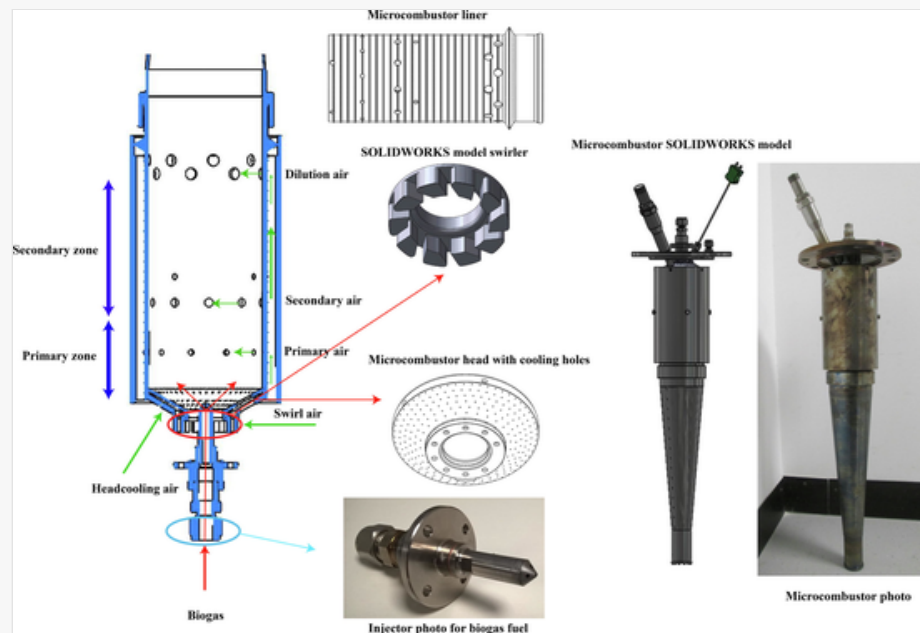 Microcombustor liner
SOLIDWORKS model swirler
Microcombustor SOLIDWORKS model
Dilution air
Secondary zone
Secondary air
Primary air
Primary zone
Microcombustor head with cooling holes
Swirl air
Headcooling air
Biogas
Injector photo for biogas fuel
Microcombustor photo